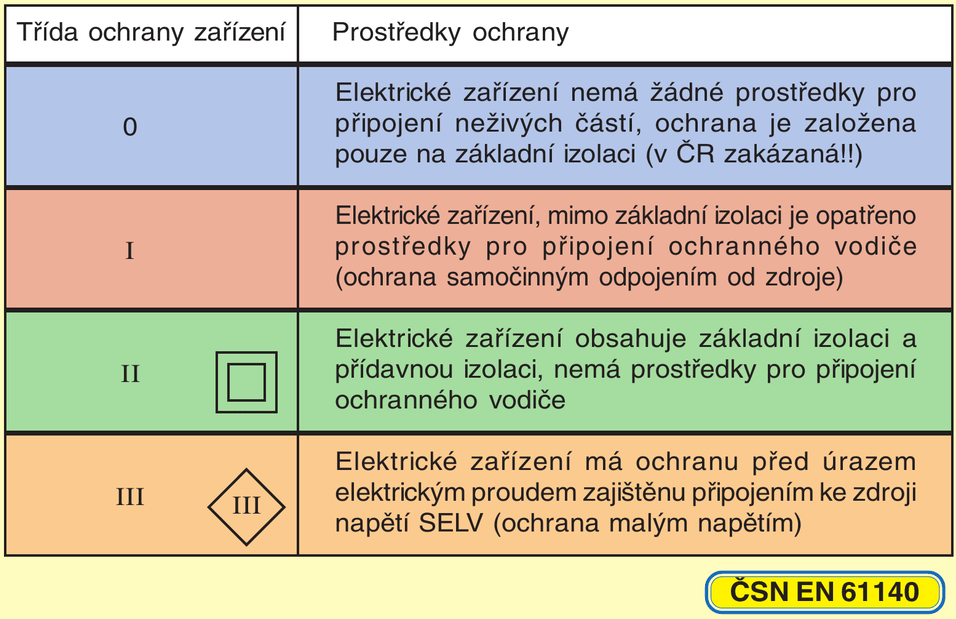 Třída ochrany zařízení
Prostředky ochrany
0
Elektrické zařízení nemá žádné prostředky pro
připojení neživých částí, ochrana je založena
pouze na základní izolaci (v ČR zakázaná!!)
I
Elektrické zařízení, mimo základní izolaci je opatřeno
prostředky pro připojení ochranného vodiče
(ochrana samočinným odpojením od zdroje)
II
Elektrické zařízení obsahuje základní izolaci a
přídavnou izolaci, nemá prostředky pro připojení
ochranného vodiče
III
III
Elektrické zařízení má ochranu před úrazem
elektrickým proudem zajištěnu připojením ke zdroji
napětí SELV (ochrana malým napětím)
ČSN EN 61140